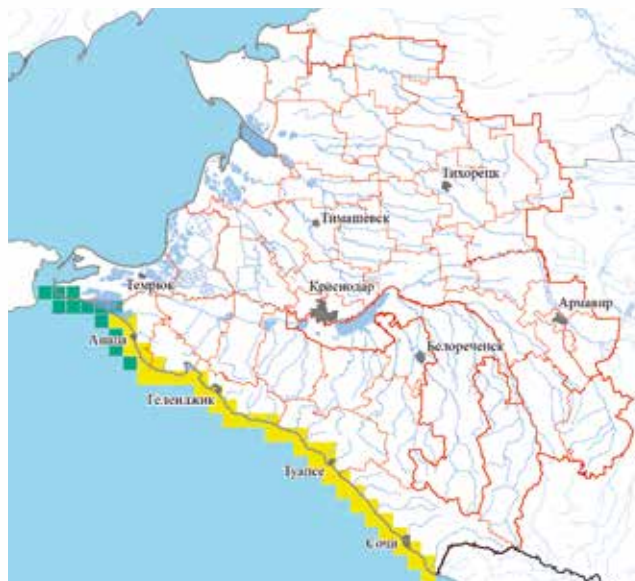 Тихорецк
Тимашевск
Темрюк
Краснодар
Армавир
Анапа
Белореченск
Геленджик
Туапсе
Сочи